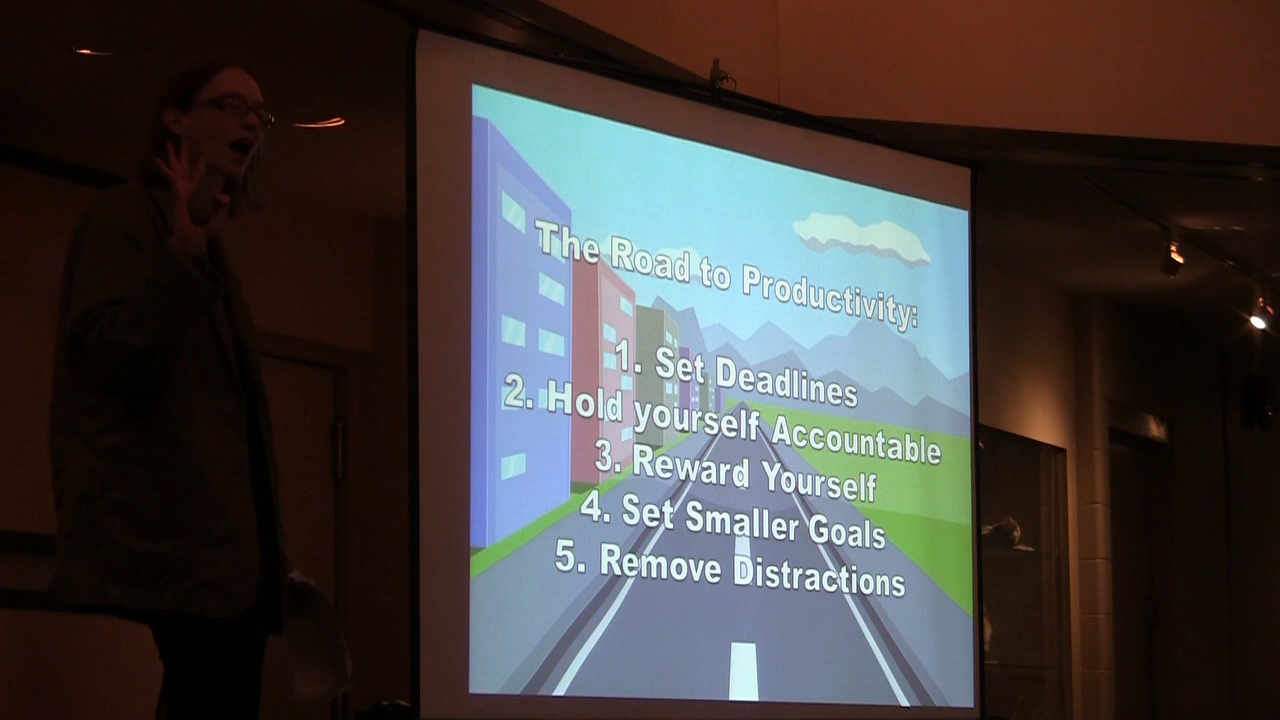 The Road to Productivity:
1. Set Deadlines
2. Hold yourself Accountable
3. Reward Yourself
4. Set Smaller Goals
5. Remove Distractions